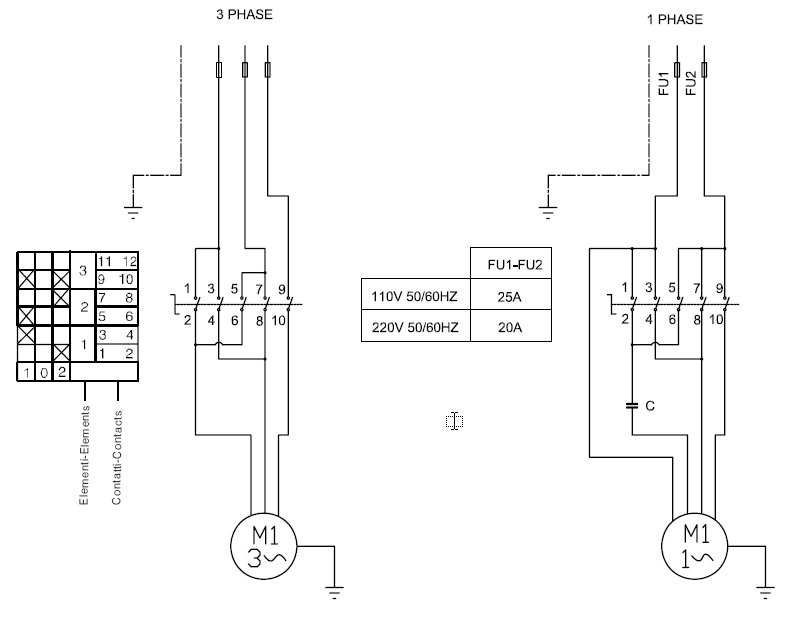 3 PHASE
1 PHASE
FU1
FU2
FU1-FU2
110V 50/60HZ 25A
220V 50/60HZ 20A
3 11 12
9 10
2 7 8
5 6
1 3 4
1 2
1 0 2
Elementi-Elements
Contatti-Contacts
1 3 5 7 9
2 4 6 8 10
1 3 5 7 9
2 4 6 8 10
C
M1
3~
M1
1~